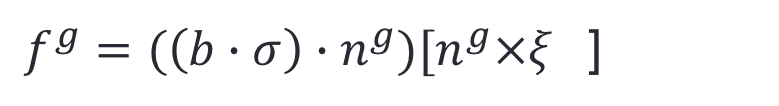 f^g = ((b · σ) · n^g)[n^g×ξ ]